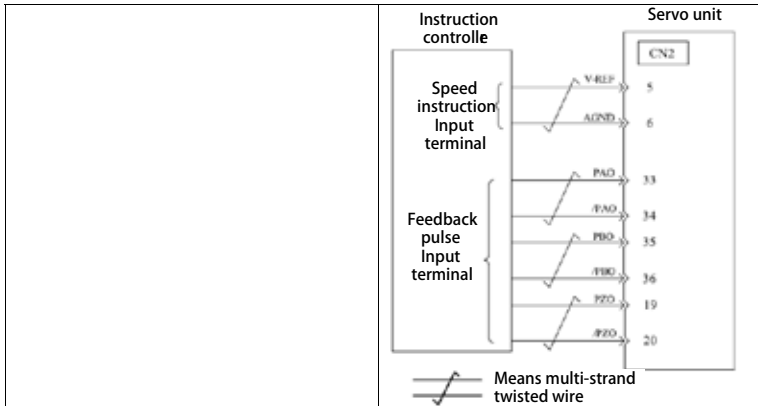 Instruction
controlle
Servo unit
CN2
Speed
instruction
Input
terminal
V-REF
5
AGND
6
Feedback
pulse
Input
terminal
PAO
33
/PAO
34
PBO
35
/PBO
36
PZO
19
/PZO
20
Means multi-strand
twisted wire